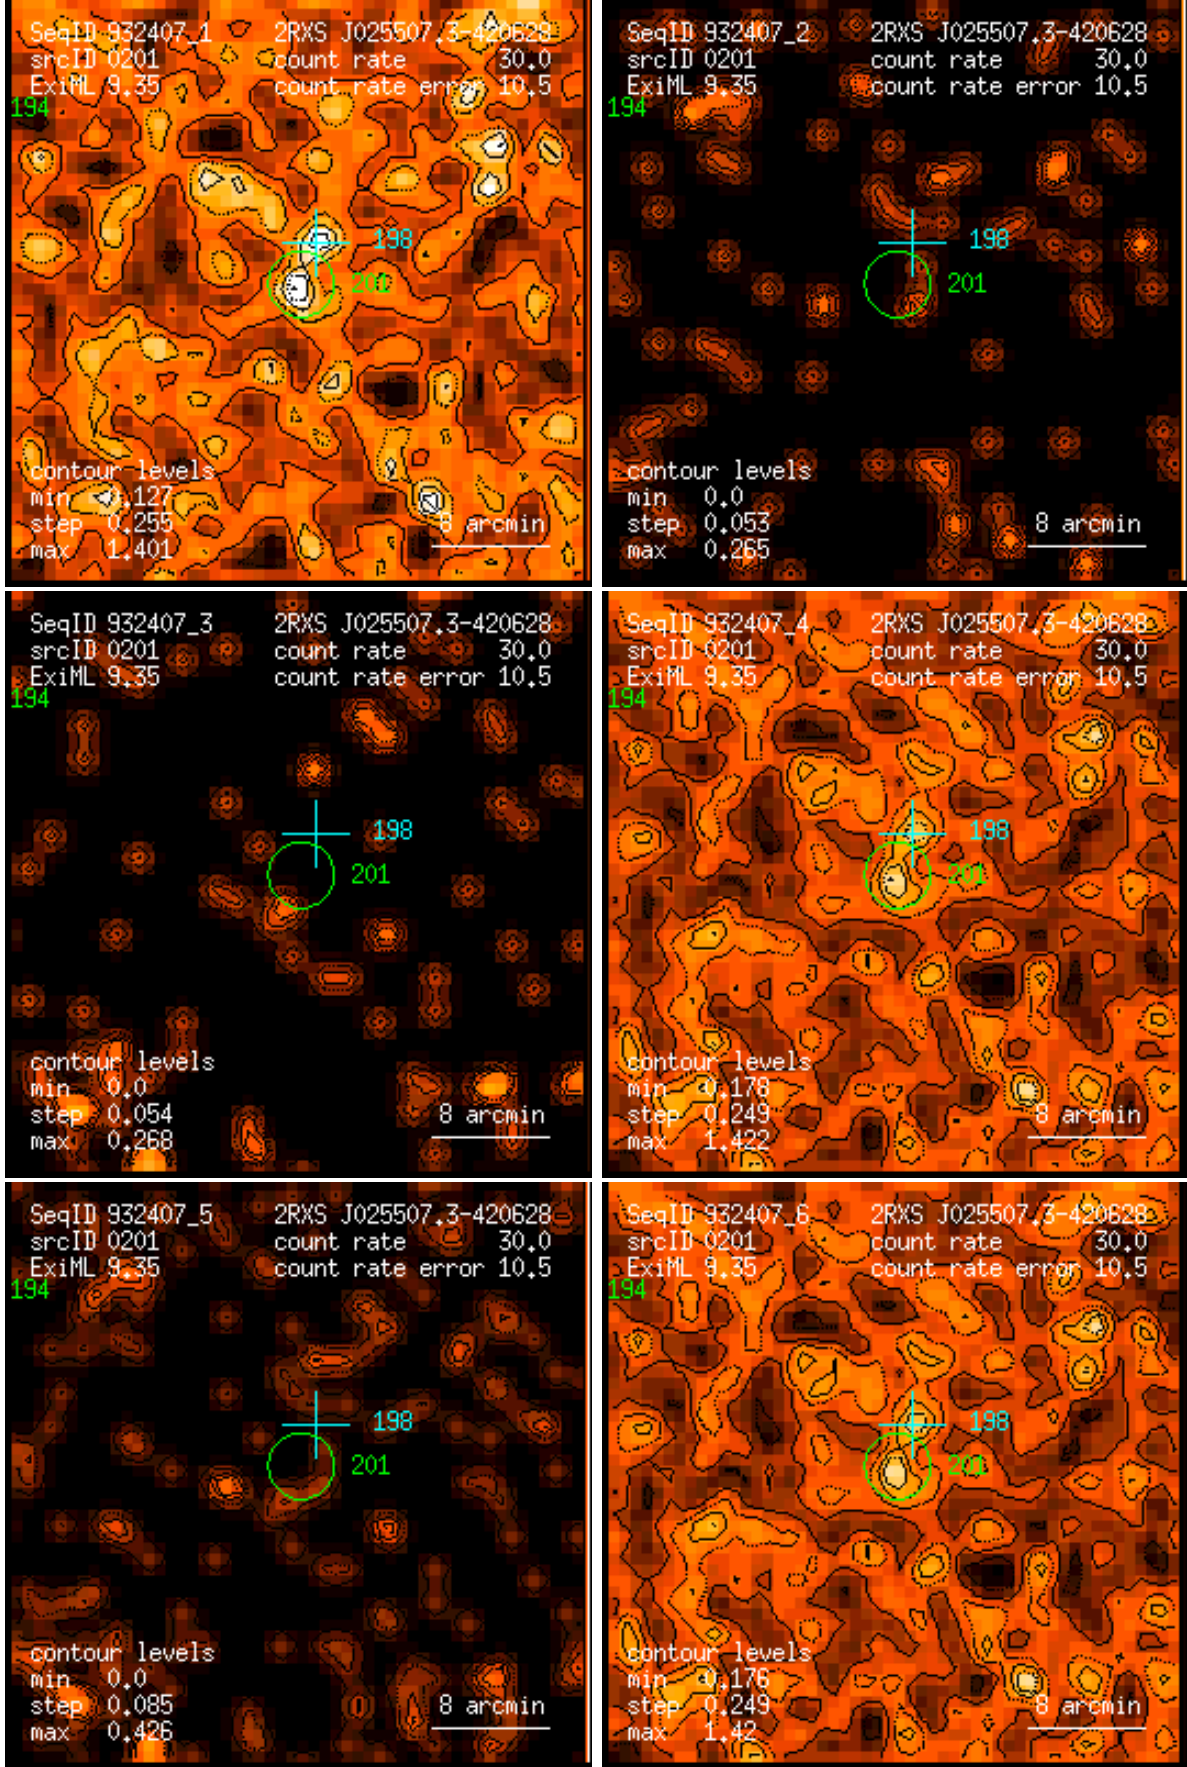 SeqID 932407_1 2RXS J025507.3-420628
srcID 0201 count rate 30.0
ExiML 9.35 count rate error 10.5
194
198
201
contour levels
min 0.127
step 0.255 8 arcmin
max 1.401
SeqID 932407_2 2RXS J025507.3-420628
srcID 0201 count rate 30.0
ExiML 9.35 count rate error 10.5
194
198
201
contour levels
min 0.0
step 0.053 8 arcmin
max 0.265
SeqID 932407_3 2RXS J025507.3-420628
srcID 0201 count rate 30.0
ExiML 9.35 count rate error 10.5
194
198
201
contour levels
min 0.0
step 0.054 8 arcmin
max 0.268
SeqID 932407_4 2RXS J025507.3-420628
srcID 0201 count rate 30.0
ExiML 9.35 count rate error 10.5
194
198
201
contour levels
min 0.178
step 0.249 8 arcmin
max 1.422
SeqID 932407_5 2RXS J025507.3-420628
srcID 0201 count rate 30.0
ExiML 9.35 count rate error 10.5
194
198
201
contour levels
min 0.0
step 0.085 8 arcmin
max 0.426
SeqID 932407_6 2RXS J025507.3-420628
srcID 0201 count rate 30.0
ExiML 9.35 count rate error 10.5
194
198
201
contour levels
min 0.176
step 0.249 8 arcmin
max 1.42